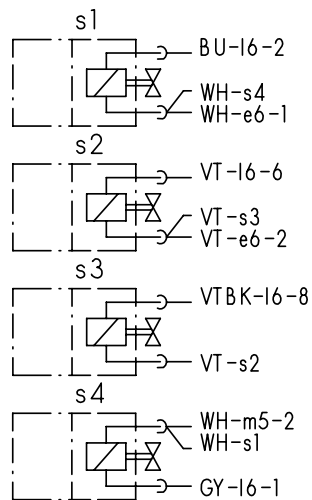 s1
BU-16-2
WH-s4
WH-e6-1
s2
VT-16-6
VT-s3
VT-e6-2
s3
VTBK-16-8
VT-s2
s4
WH-m5-2
WH-s1
GY-16-1